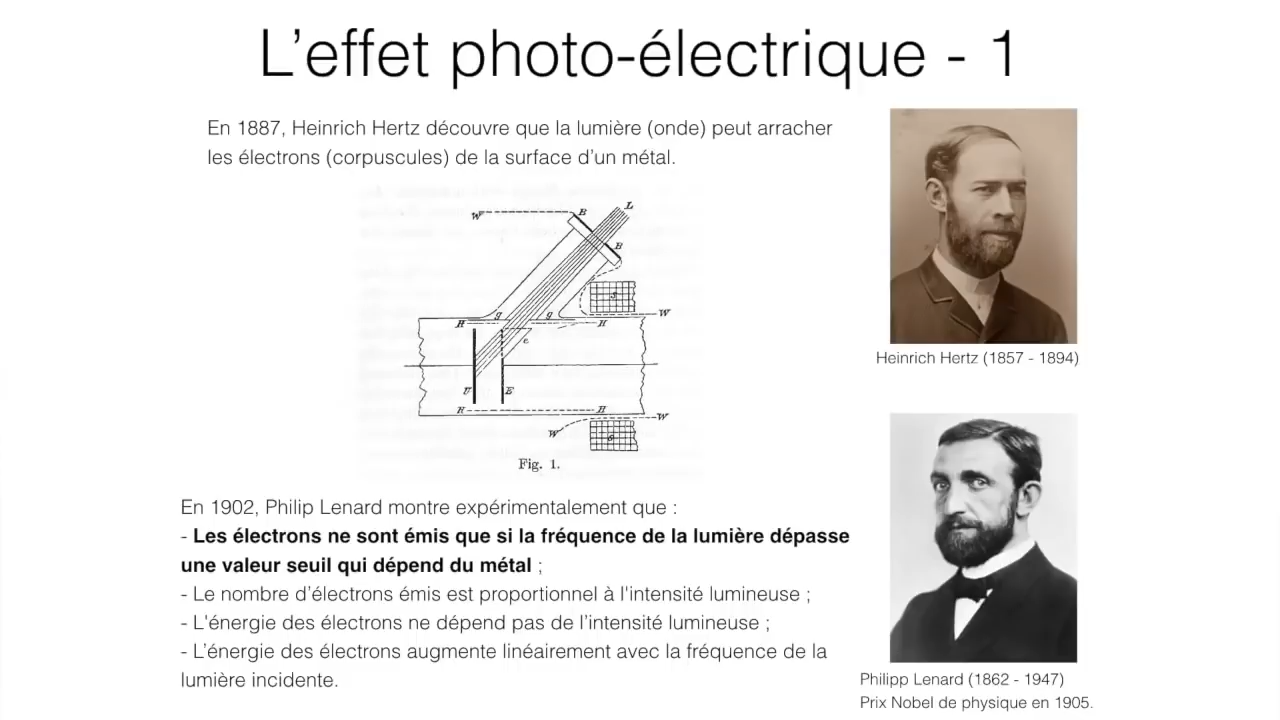 L’effet photo-électrique - 1
En 1887, Heinrich Hertz découvre que la lumière (onde) peut arracher
les électrons (corpuscules) de la surface d’un métal.
W
B
L
B
S
W
H
g
g
H
e
U
E
H
H
W
W
S
Fig. 1.
Heinrich Hertz (1857 - 1894)
En 1902, Philip Lenard montre expérimentalement que :
- Les électrons ne sont émis que si la fréquence de la lumière dépasse
une valeur seuil qui dépend du métal ;
- Le nombre d’électrons émis est proportionnel à l'intensité lumineuse ;
- L'énergie des électrons ne dépend pas de l’intensité lumineuse ;
- L’énergie des électrons augmente linéairement avec la fréquence de la
lumière incidente.
Philipp Lenard (1862 - 1947)
Prix Nobel de physique en 1905.